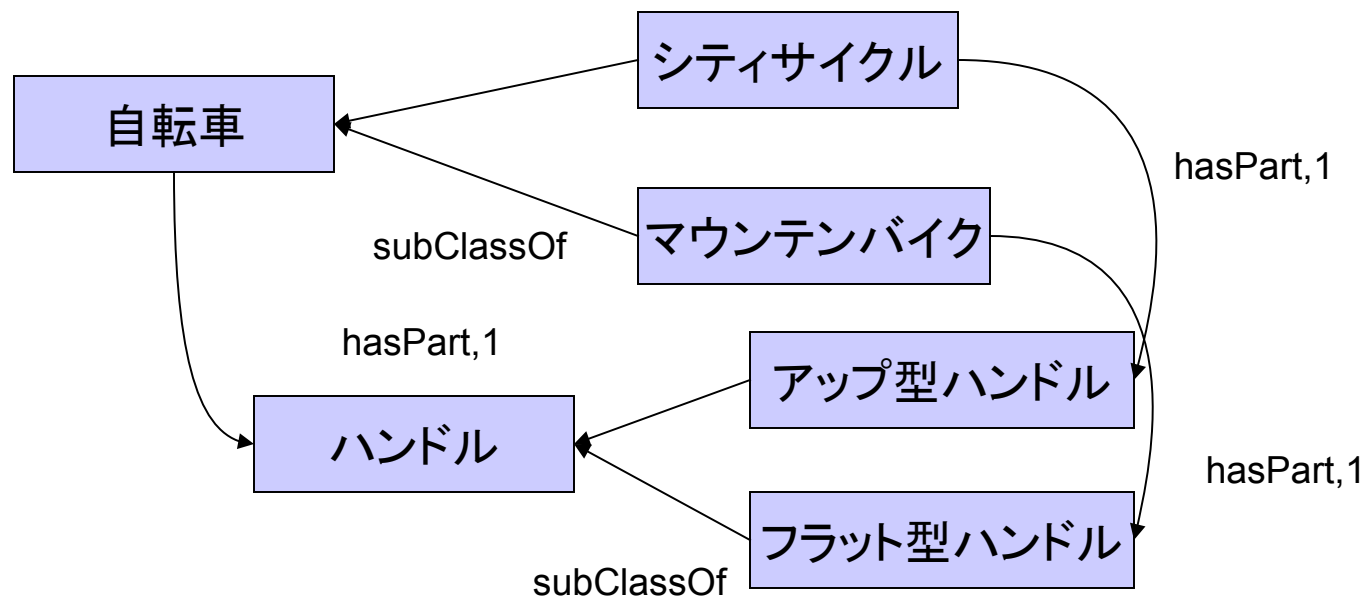 シティサイクル
自転車
hasPart,1
マウンテンバイク
subClassOf
hasPart,1
アップ型ハンドル
ハンドル
hasPart,1
フラット型ハンドル
subClassOf